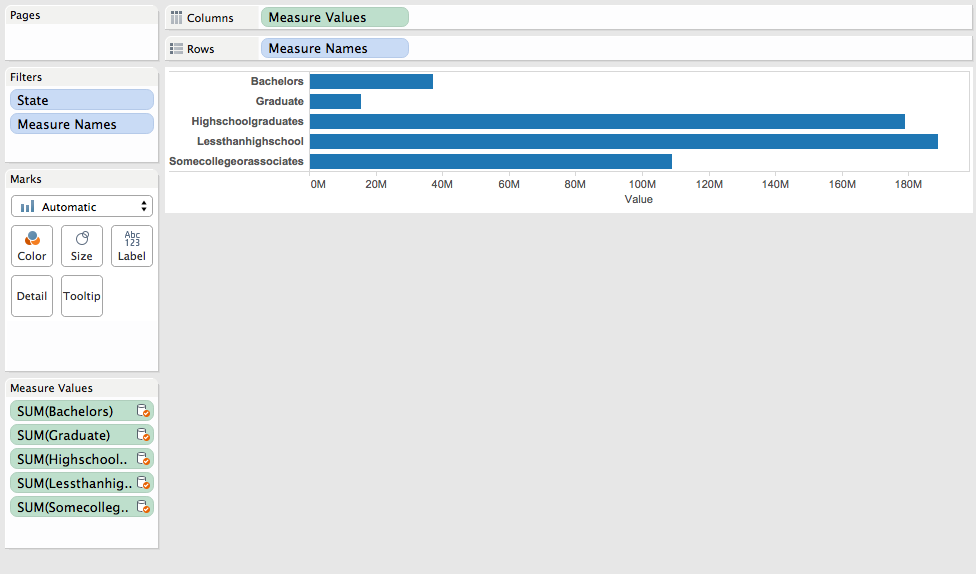 Pages
Columns
Measure Values
Rows
Measure Names
Filters
State
Measure Names
Marks
Automatic
Color
Size
Abc
123
Label
Detail
Tooltip
Measure Values
SUM(Bachelors)
SUM(Graduate)
SUM(Highschool..
SUM(Lessthanhig..
SUM(Somecolleg..
Bachelors
Graduate
Highschoolgraduates
Lessthanhighschool
Somecollegeorassociates
0M 20M 40M 60M 80M 100M 120M 140M 160M 180M
Value